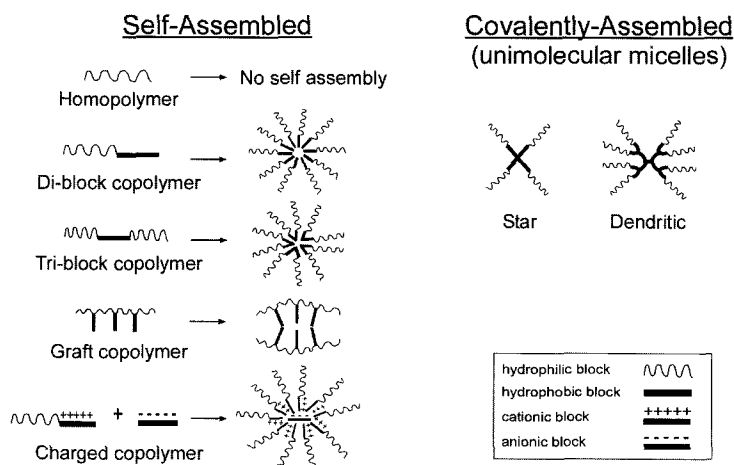 Self-Assembled
Homopolymer
No self assembly
Di-block copolymer
Tri-block copolymer
Graft copolymer
+++++
+
-----
Charged copolymer
Covalently-Assembled
(unimolecular micelles)
Star
Dendritic
hydrophilic block
hydrophobic block
cationic block
+++++
anionic block
-----